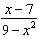 x − 7
9 − x²